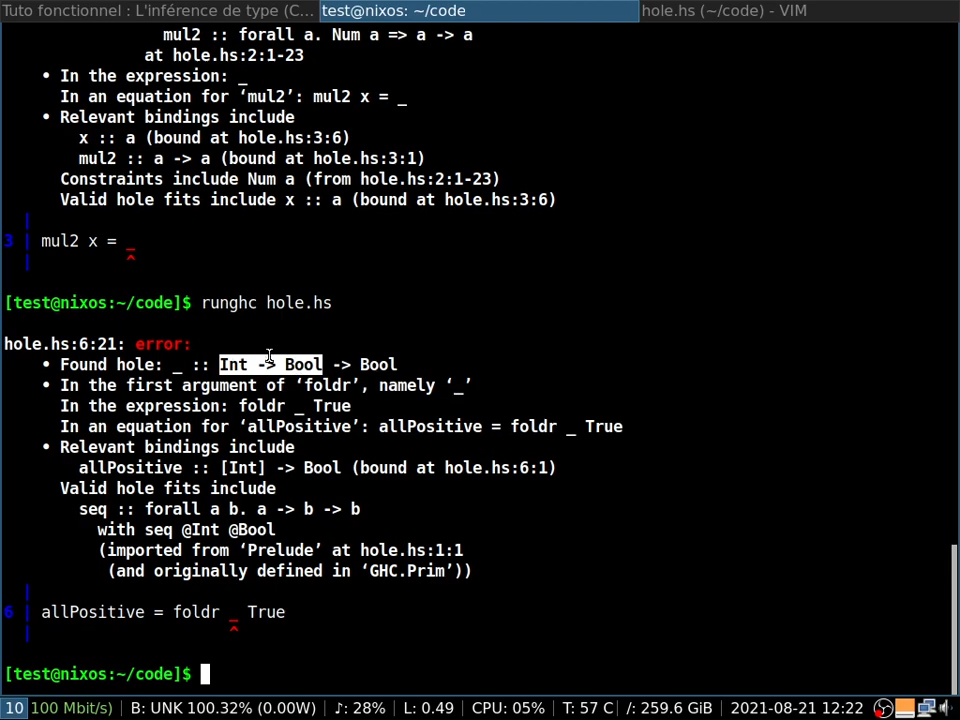 Tuto fonctionnel : L'inférence de type (C... test@nixos: ~/code hole.hs (~/code) - VIM
mul2 :: forall a. Num a => a -> a
at hole.hs:2:1-23
• In the expression: _
In an equation for ‘mul2’: mul2 x = _
• Relevant bindings include
x :: a (bound at hole.hs:3:6)
mul2 :: a -> a (bound at hole.hs:3:1)
Constraints include Num a (from hole.hs:2:1-23)
Valid hole fits include x :: a (bound at hole.hs:3:6)
|
3 | mul2 x = _
| ^
[test@nixos:~/code]$ runghc hole.hs
hole.hs:6:21: error:
• Found hole: _ :: Int -> Bool -> Bool
• In the first argument of ‘foldr’, namely ‘_’
In the expression: foldr _ True
In an equation for ‘allPositive’: allPositive = foldr _ True
• Relevant bindings include
allPositive :: [Int] -> Bool (bound at hole.hs:6:1)
Valid hole fits include
seq :: forall a b. a -> b -> b
with seq @Int @Bool
(imported from ‘Prelude’ at hole.hs:1:1
(and originally defined in ‘GHC.Prim’))
|
6 | allPositive = foldr _ True
| ^
[test@nixos:~/code]$
10 100 Mbit/s) | B: UNK 100.32% (0.00W) | ♪: 28% | L: 0.49 | CPU: 05% | T: 57 C | /: 259.6 GiB | 2021-08-21 12:22